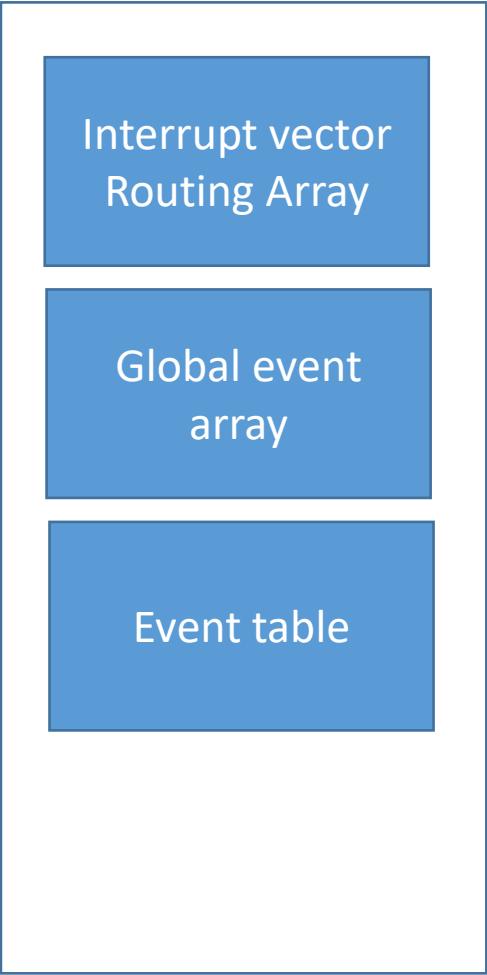 Interrupt vector
Routing Array
Global event
array
Event table